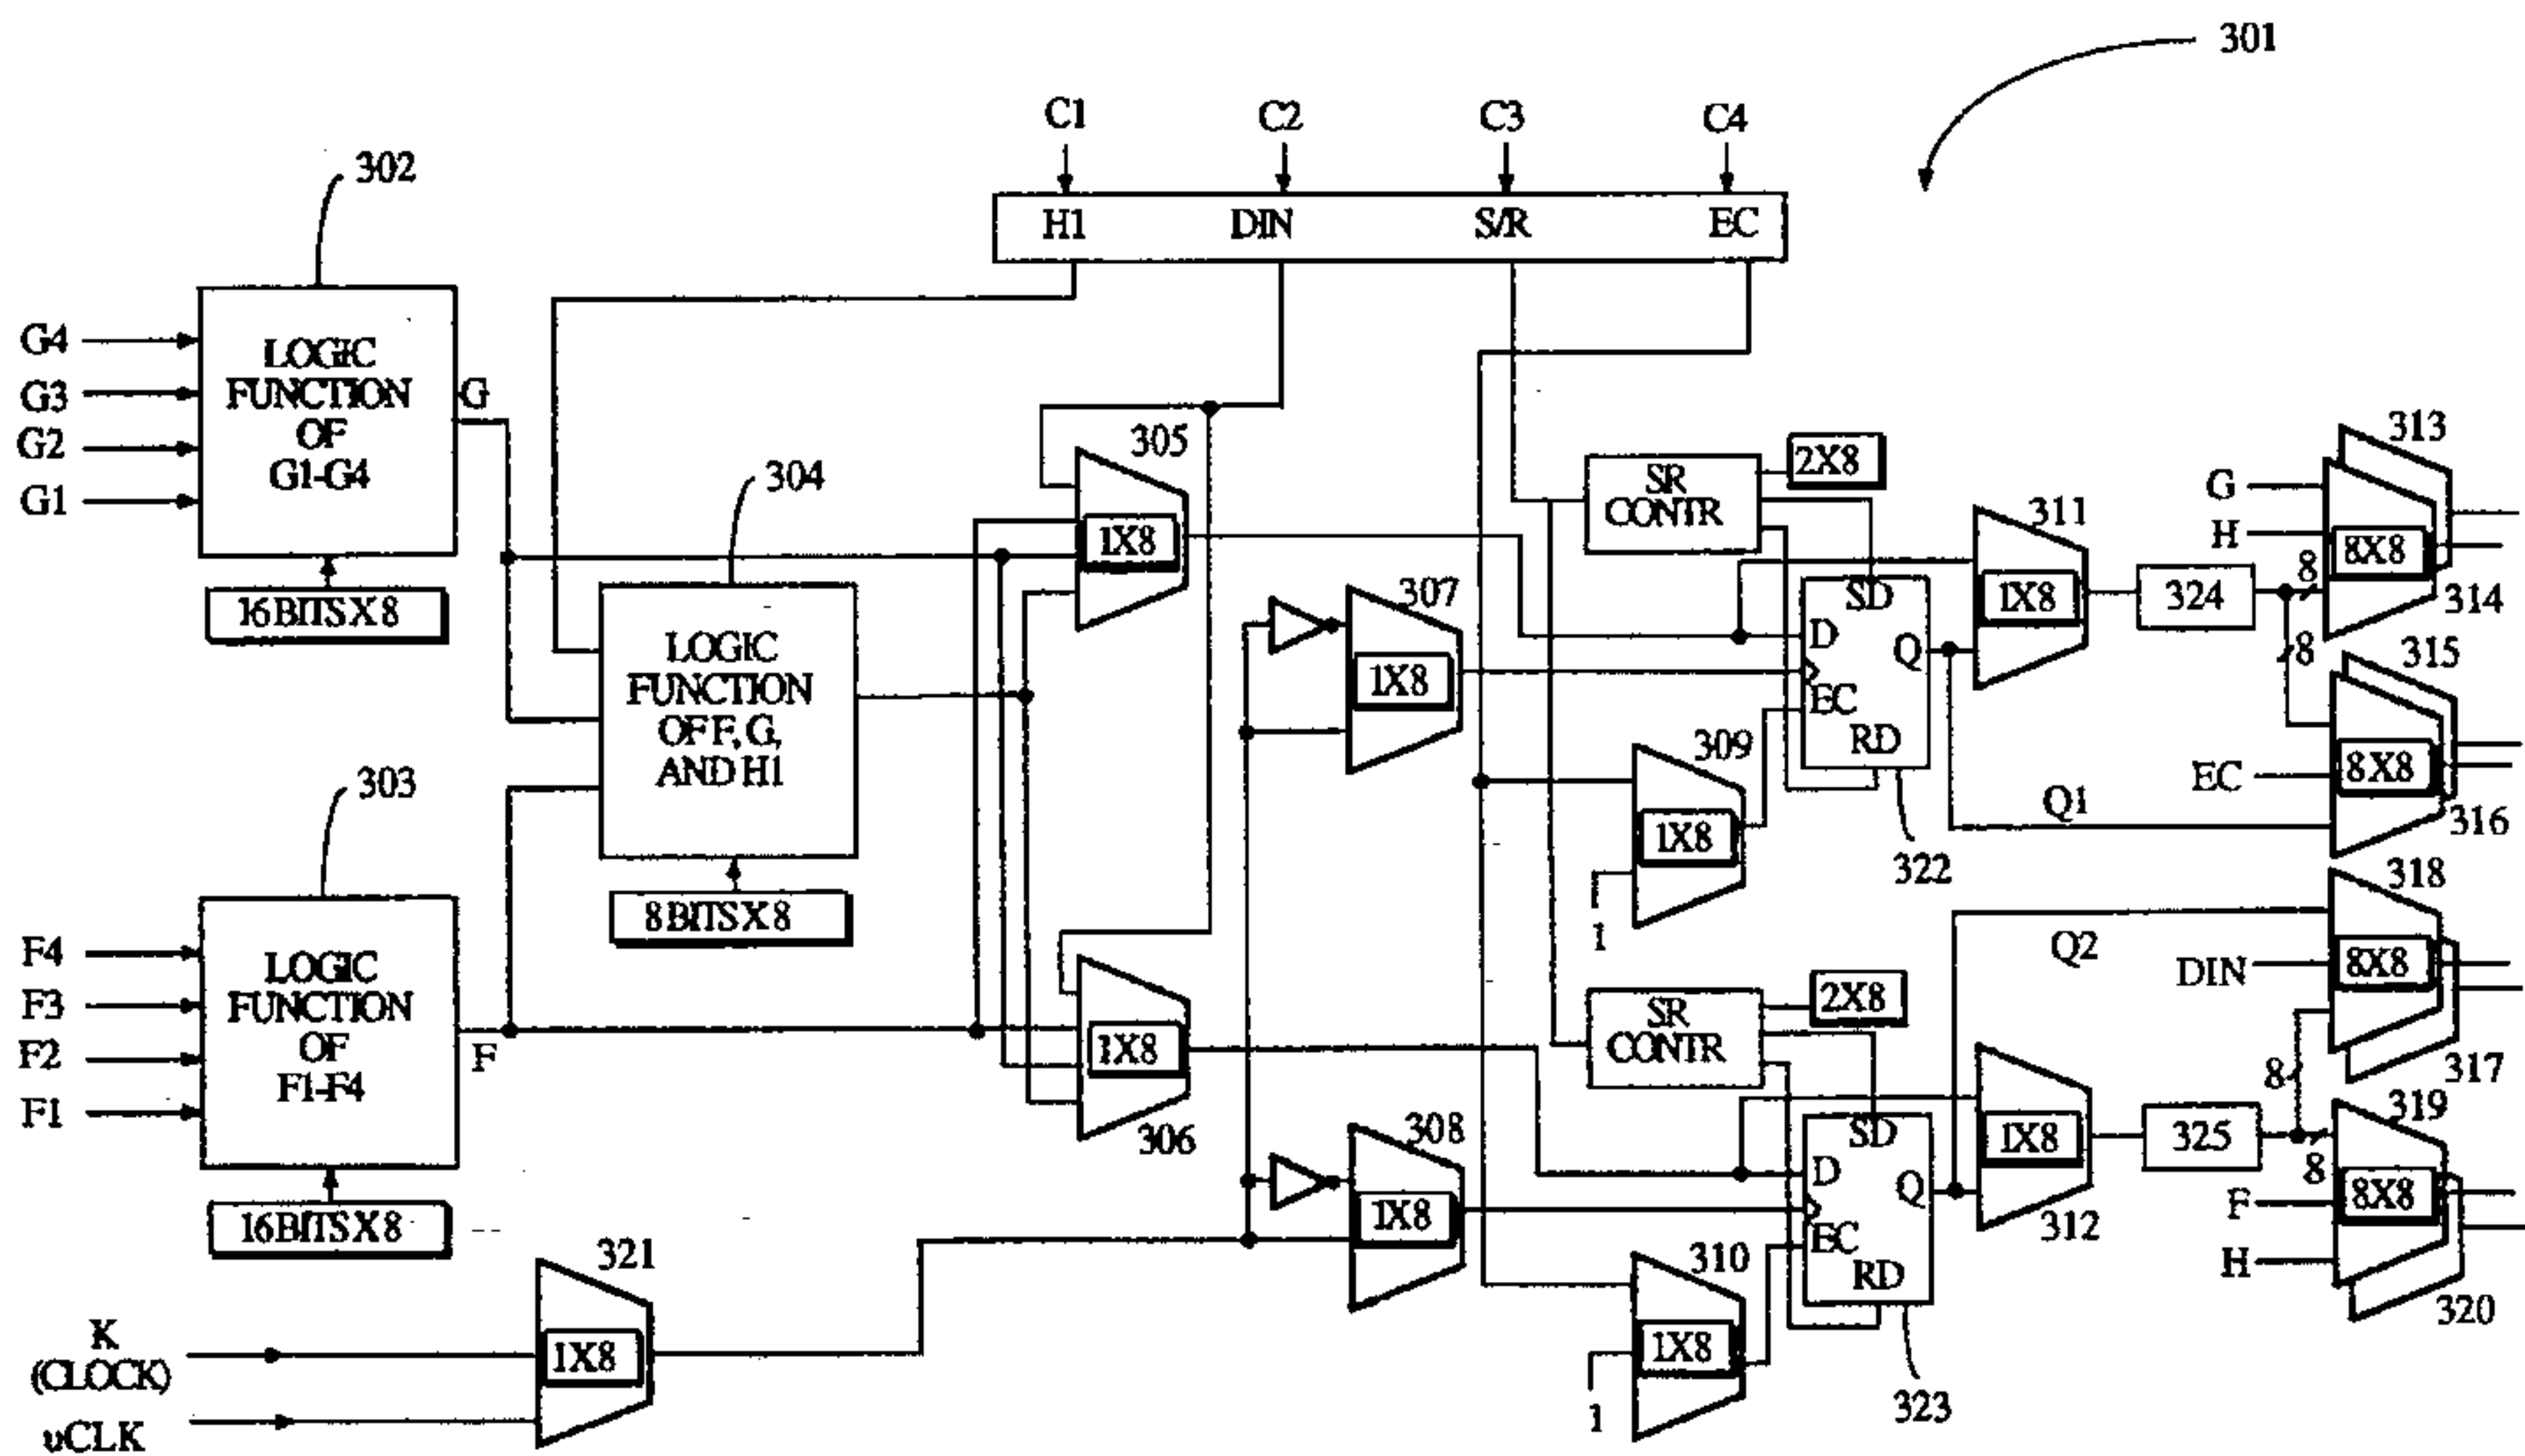 301
C1 C2 C3 C4
H1 DIN S/R EC
302
G4
G3
G2
G1
LOGIC
FUNCTION
OF
G1-G4
G
16 BITS X 8
304
LOGIC
FUNCTION
OF F, G,
AND H1
8 BITS X 8
303
F4
F3
F2
F1
LOGIC
FUNCTION
OF
F1-F4
F
16 BITS X 8
305
1X8
306
1X8
307
1X8
308
1X8
309
1X8
1
310
1X8
1
321
1X8
K
(CLOCK)
υCLK
SR
CONTR
2X8
SD
D
Q
EC
RD
322
SR
CONTR
2X8
SD
D
Q
EC
RD
323
311
1X8
324
312
1X8
325
313
G
H
8
8X8
314
8
315
EC
8X8
Q1
316
318
Q2
DIN
8X8
8
317
319
8
F
8X8
H
320